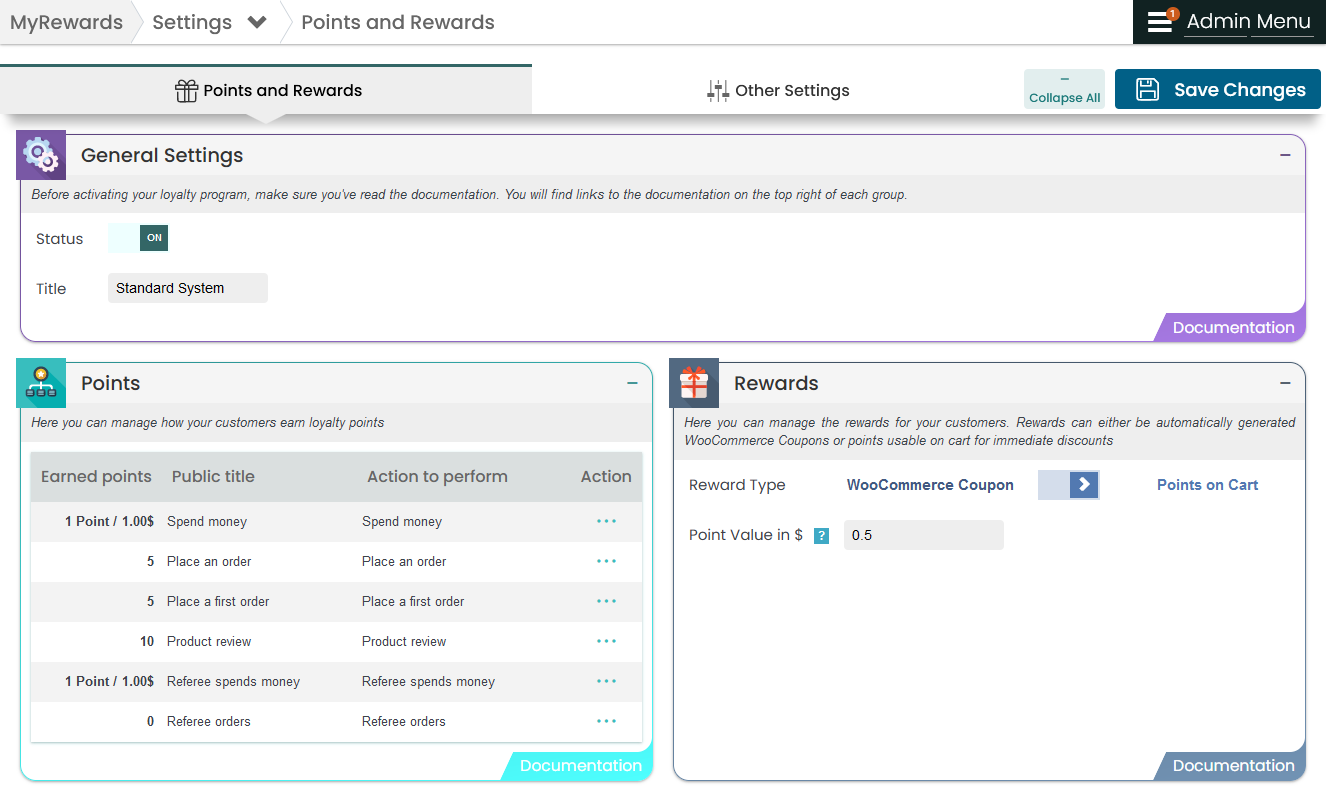 MyRewards Settings Points and Rewards 1 Admin Menu
Points and Rewards Other Settings Collapse All Save Changes
General Settings
Before activating your loyalty program, make sure you've read the documentation. You will find links to the documentation on the top right of each group.
Status ON
Title Standard System
Documentation
Points
Here you can manage how your customers earn loyalty points
Earned points Public title Action to perform Action
1 Point / 1.00$ Spend money Spend money ...
5 Place an order Place an order ...
5 Place a first order Place a first order ...
10 Product review Product review ...
1 Point / 1.00$ Referee spends money Referee spends money ...
0 Referee orders Referee orders ...
Documentation
Rewards
Here you can manage the rewards for your customers. Rewards can either be automatically generated
WooCommerce Coupons or points usable on cart for immediate discounts
Reward Type WooCommerce Coupon Points on Cart
Point Value in $ ? 0.5
Documentation